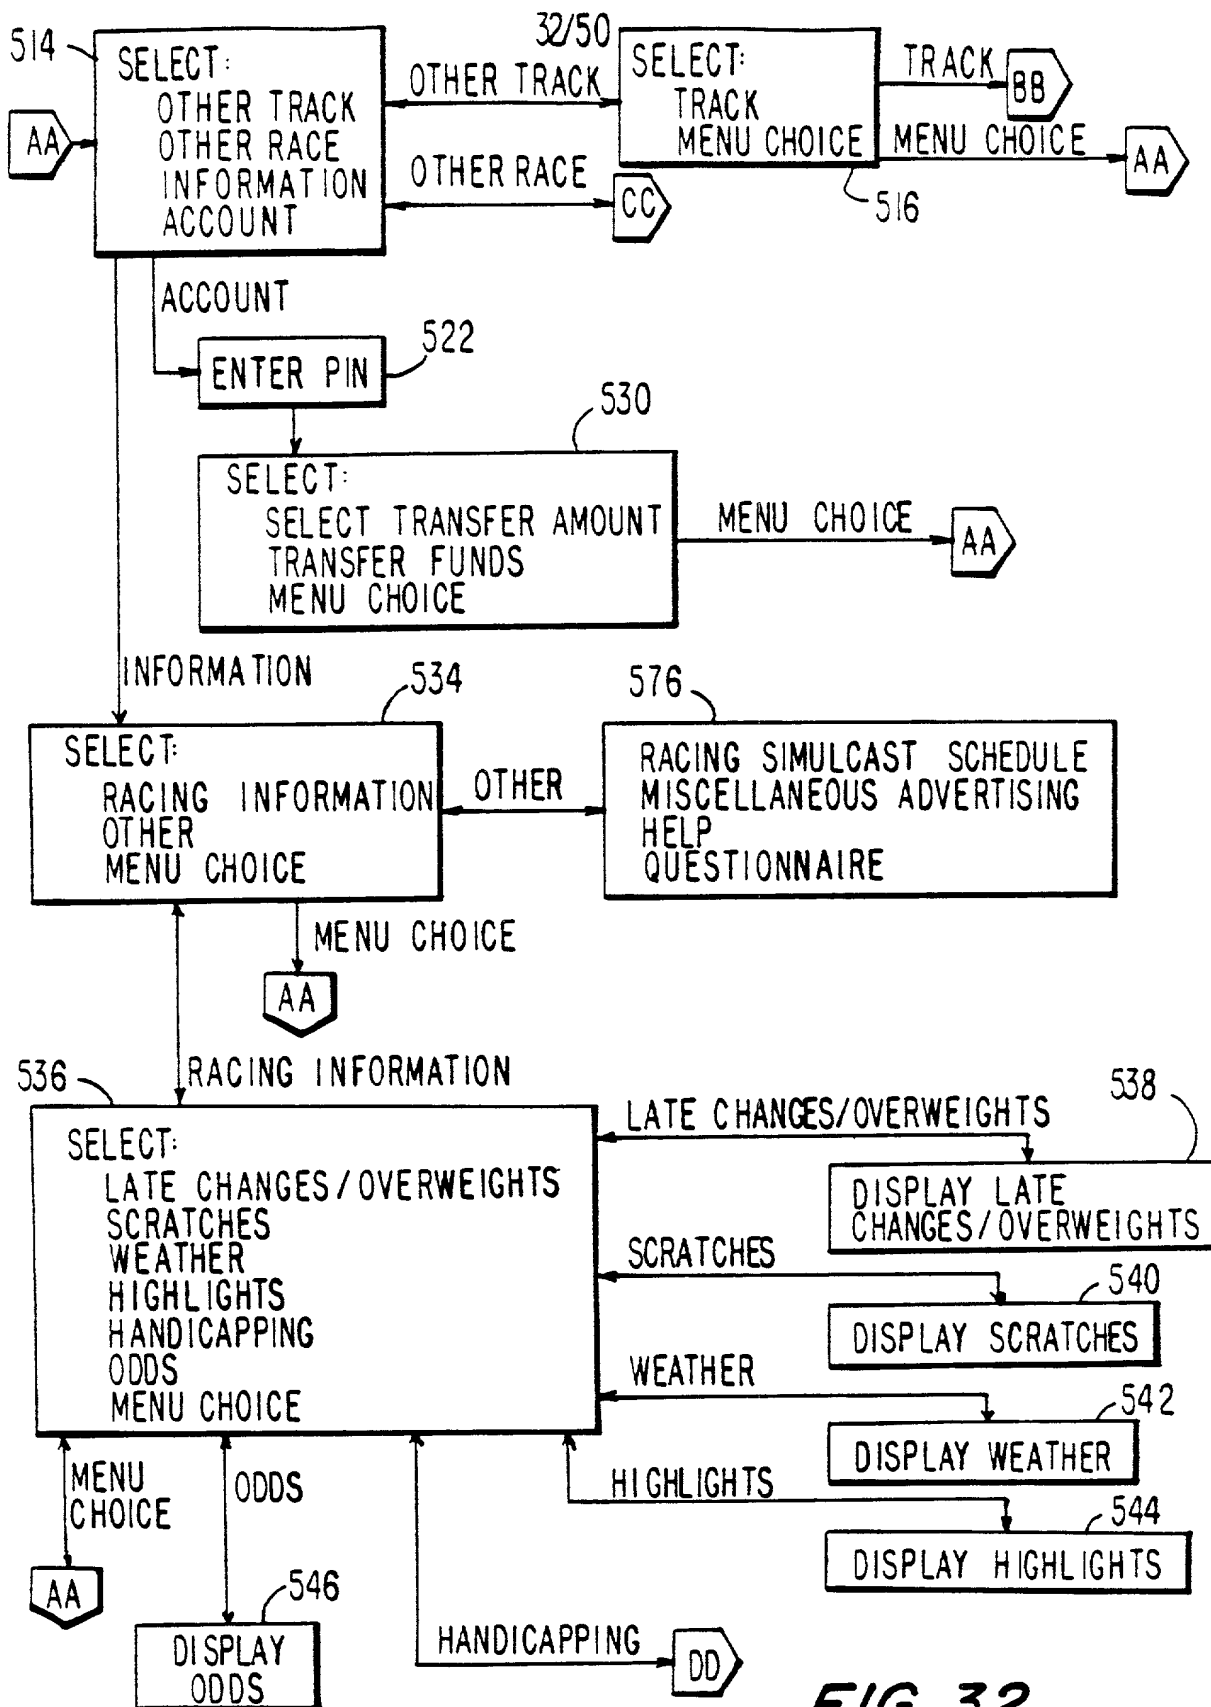 514
SELECT:
OTHER TRACK
OTHER RACE
INFORMATION
ACCOUNT
AA
OTHER TRACK
OTHER RACE
CC
32/50
SELECT:
TRACK
MENU CHOICE
516
TRACK
BB
MENU CHOICE
AA
ACCOUNT
ENTER PIN
522
530
SELECT:
SELECT TRANSFER AMOUNT
TRANSFER FUNDS
MENU CHOICE
MENU CHOICE
AA
INFORMATION
534
SELECT:
RACING INFORMATION
OTHER
MENU CHOICE
OTHER
576
RACING SIMULCAST SCHEDULE
MISCELLANEOUS ADVERTISING
HELP
QUESTIONNAIRE
MENU CHOICE
AA
RACING INFORMATION
536
SELECT:
LATE CHANGES/OVERWEIGHTS
SCRATCHES
WEATHER
HIGHLIGHTS
HANDICAPPING
ODDS
MENU CHOICE
LATE CHANGES/OVERWEIGHTS
538
DISPLAY LATE
CHANGES/OVERWEIGHTS
SCRATCHES
540
DISPLAY SCRATCHES
WEATHER
542
DISPLAY WEATHER
HIGHLIGHTS
544
DISPLAY HIGHLIGHTS
MENU
CHOICE
AA
ODDS
546
DISPLAY
ODDS
HANDICAPPING
DD
FIG. 32